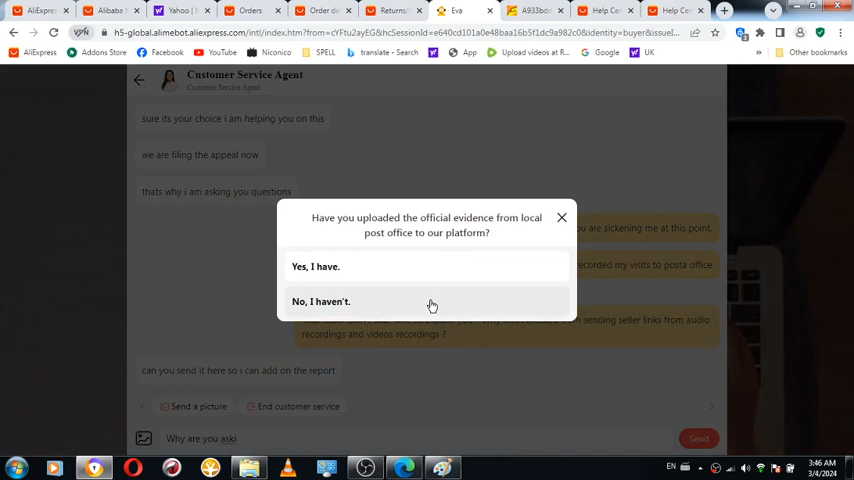 AliExpress
Alibaba
Yahoo |
Orders
Order de
Returns/
Eva
A933bdd
Help Ce
Help Cen
h5-global.alimebot.aliexpress.com/intl/index.htm?from=cYFtu2ayEG&hcSessionId=e640cd101a0e48baa16b5f1dc9a982c0&identity=buyer&issueI...
VPN
AliExpress
Addons Store
Facebook
YouTube
Niconico
SPELL
translate - Search
App
Upload videos at R...
Google
UK
Other bookmarks
Customer Service Agent
Customer Service Agent
sure its your choice i am helping you on this
we are filing the appeal now
thats why i am asking you questions
ou are sickening me at this point.
recorded my visits to posta office
from sending seller links from audio
recordings and videos recordings ?
can you send it here so i can add on the report
Have you uploaded the official evidence from local
post office to our platform?
Yes, I have.
No, I haven't.
Send a picture
End customer service
Why are you aski
Send
EN
3:46 AM
3/4/2024